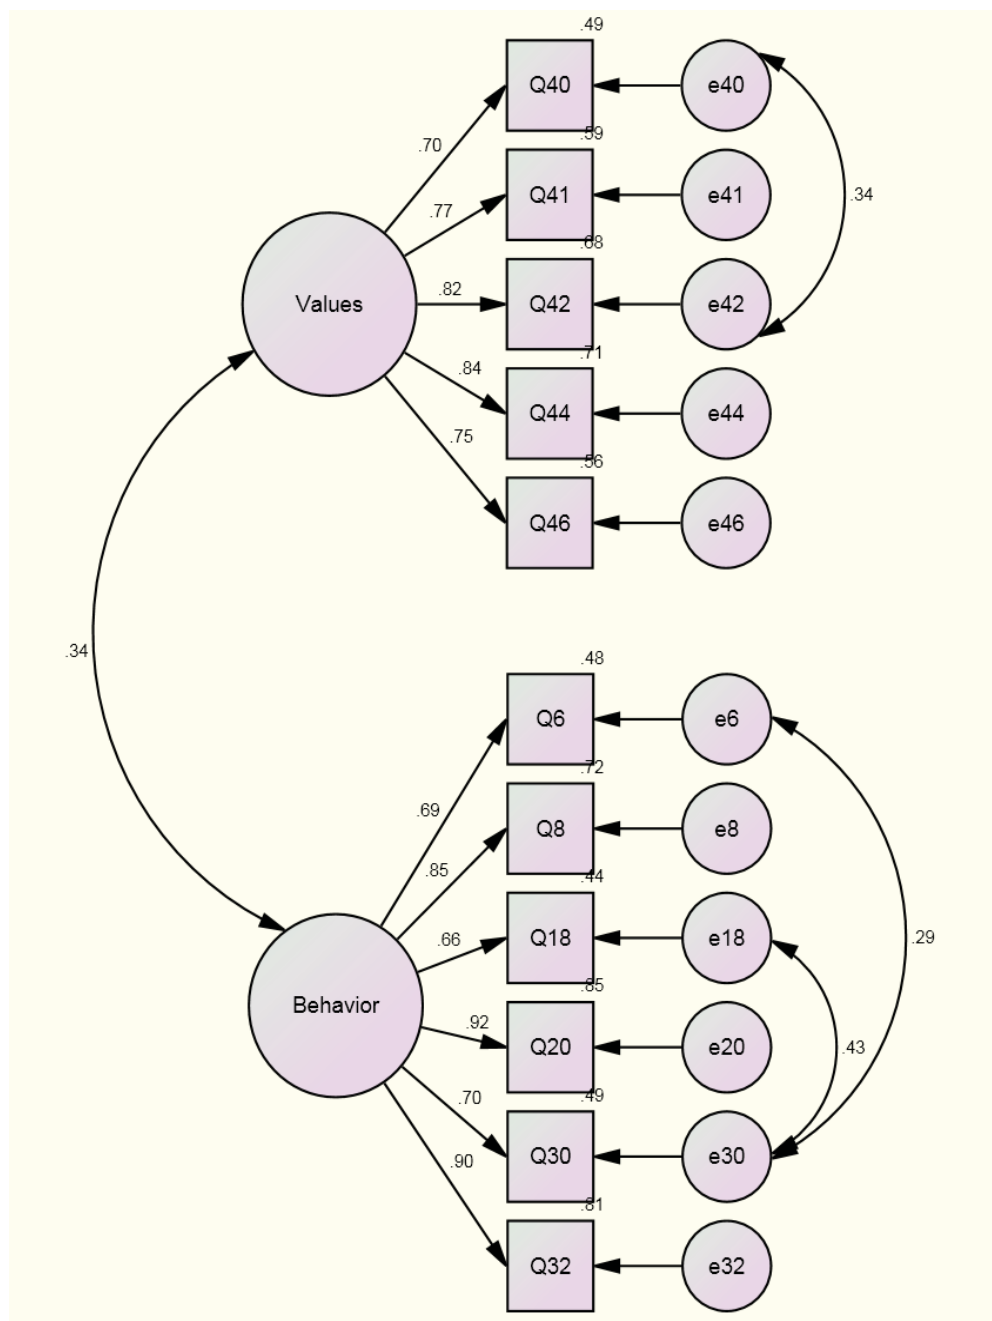 .49
Q40
e40
.70
.59
.77
Q41
e41
.34
.68
Values
.82
Q42
e42
.71
.84
Q44
e44
.75
.56
Q46
e46
.34
.48
Q6
e6
.72
.69
Q8
e8
.85
.44
.66
Q18
e18
.29
.85
Behavior
.92
Q20
e20
.43
.49
.70
Q30
e30
.90
.81
Q32
e32